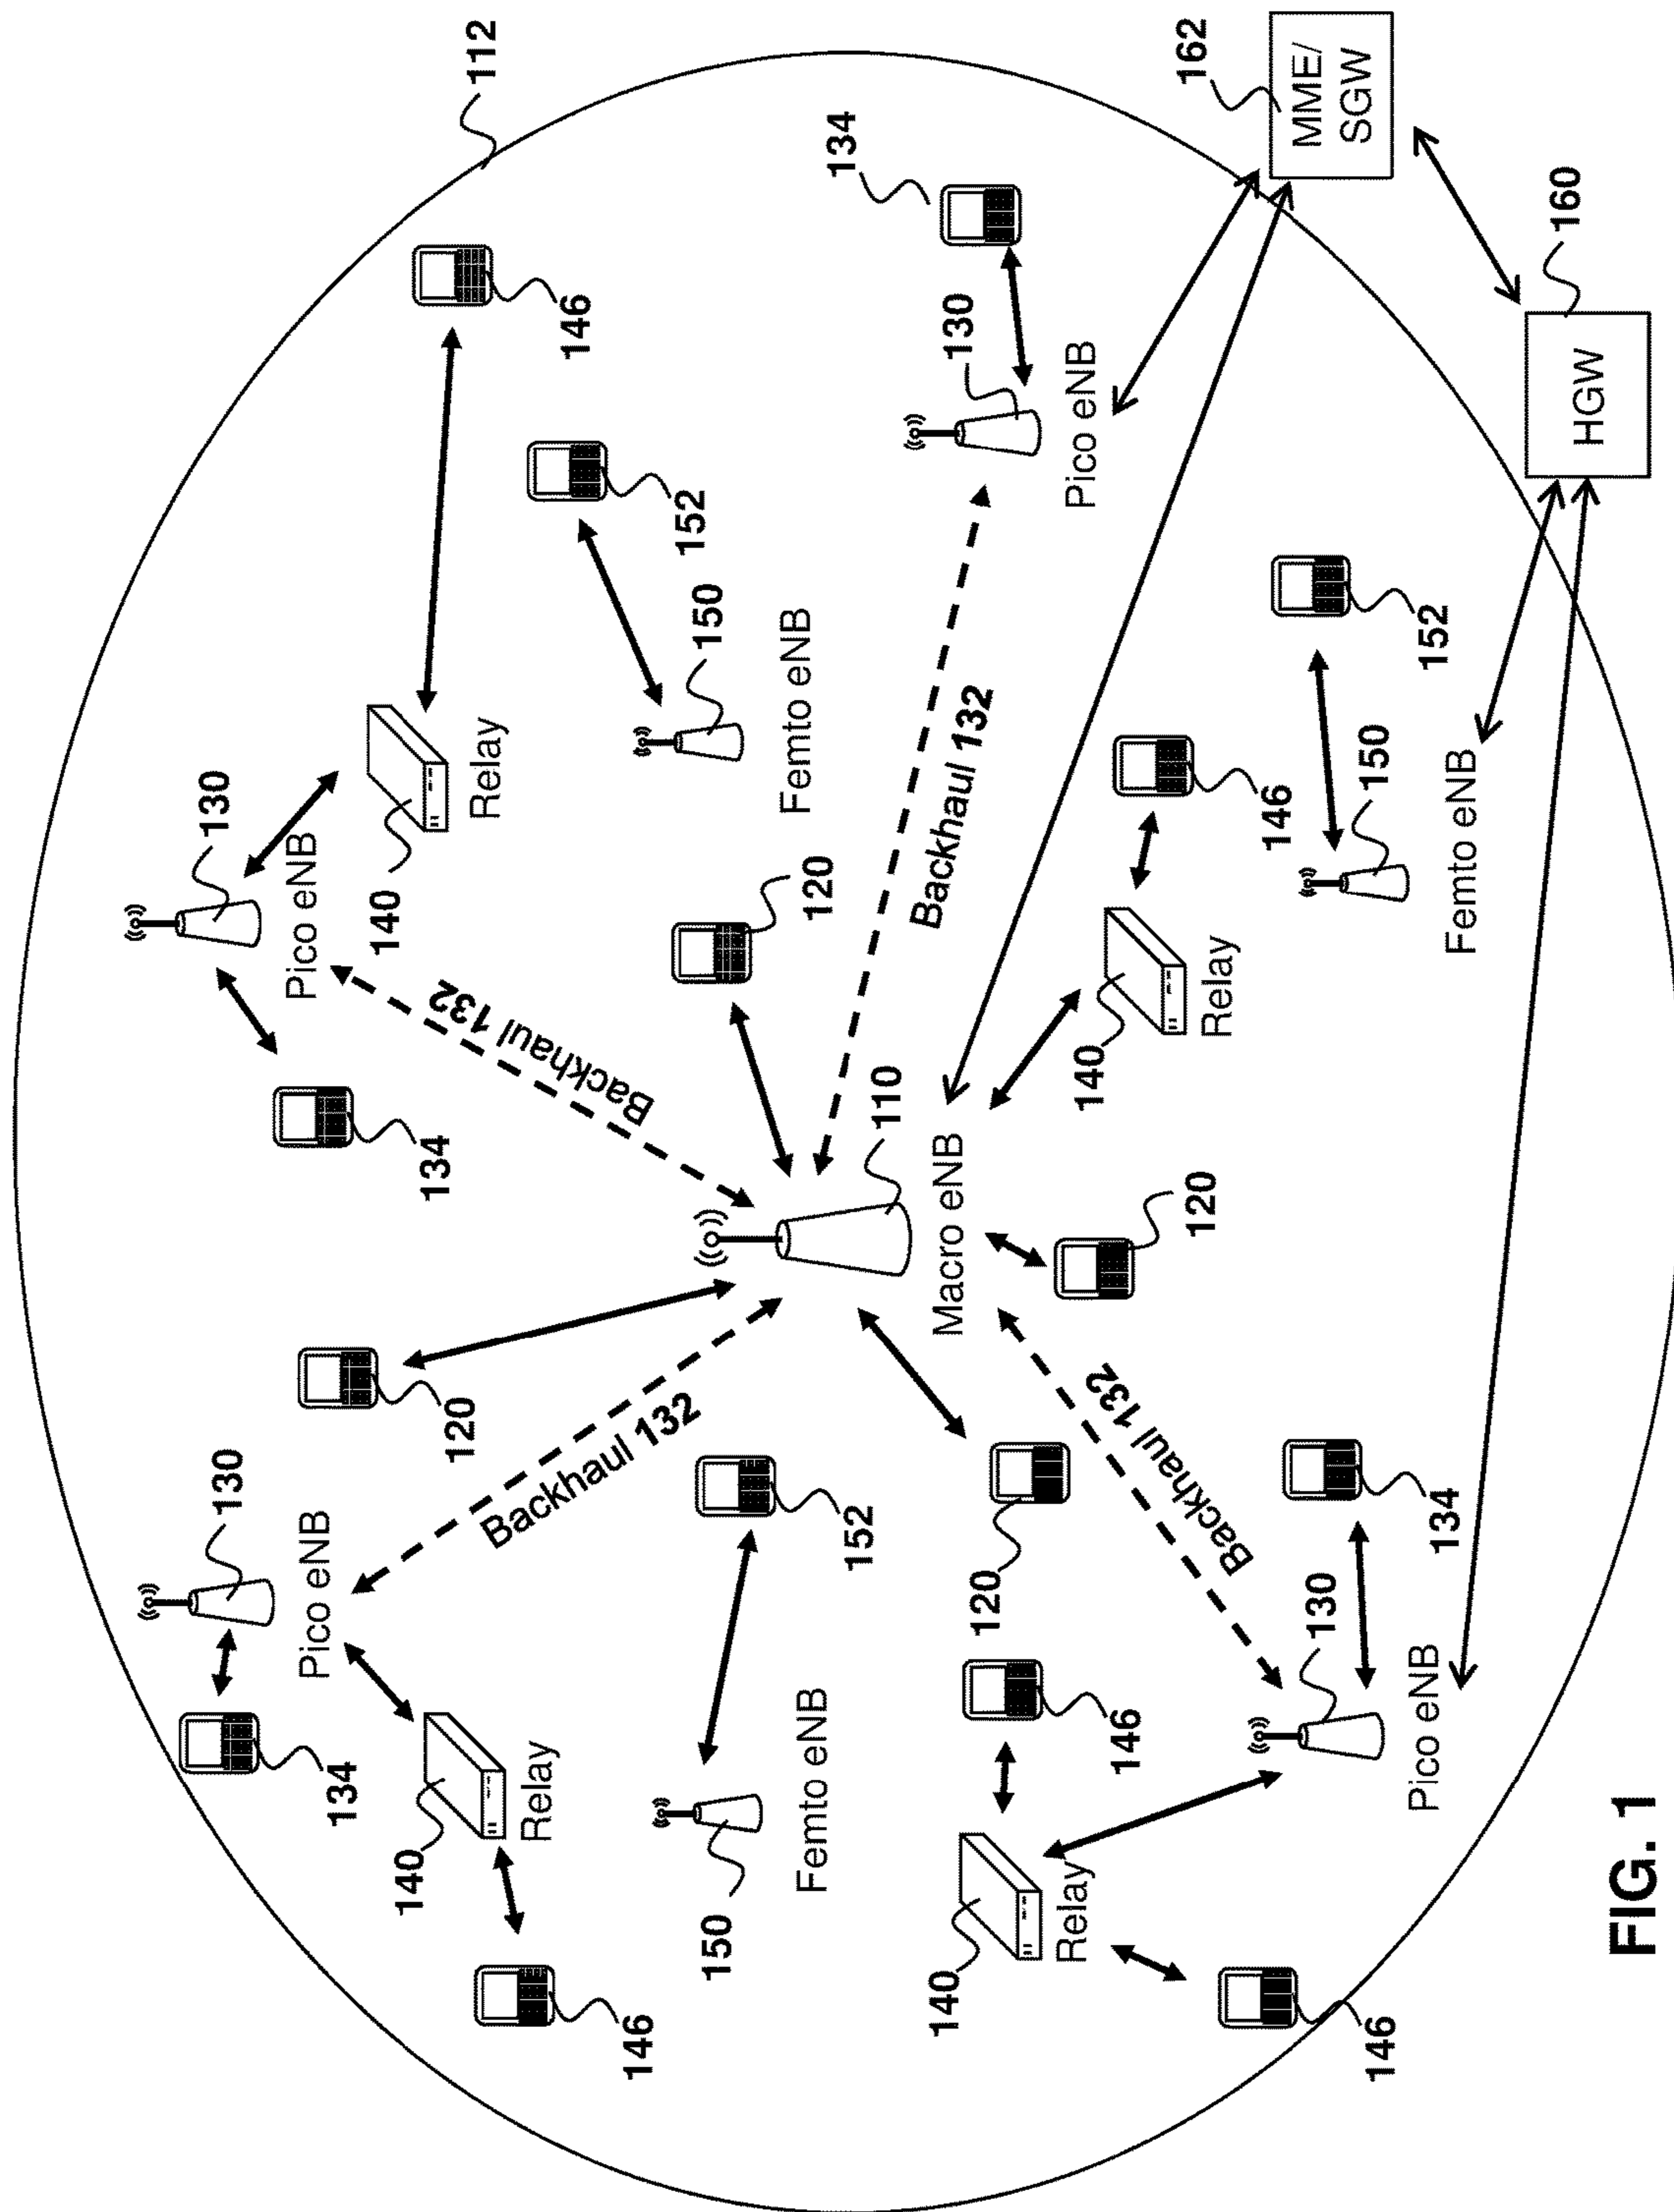 130
130
Pico eNB
Pico eNB
134
140
140
134
120
112
Relay
Relay
Backhaul 132
146
Backhaul 132
146
152
150
150
Femto eNB
Femto eNB
120
134
152
110
140
Macro eNB
Backhaul 132
130
120
Relay
Pico eNB
140
146
Backhaul 132
162
120
Relay
146
MME/
SGW
130
150
146
Pico eNB
152
134
Femto eNB
160
HGW
FIG. 1